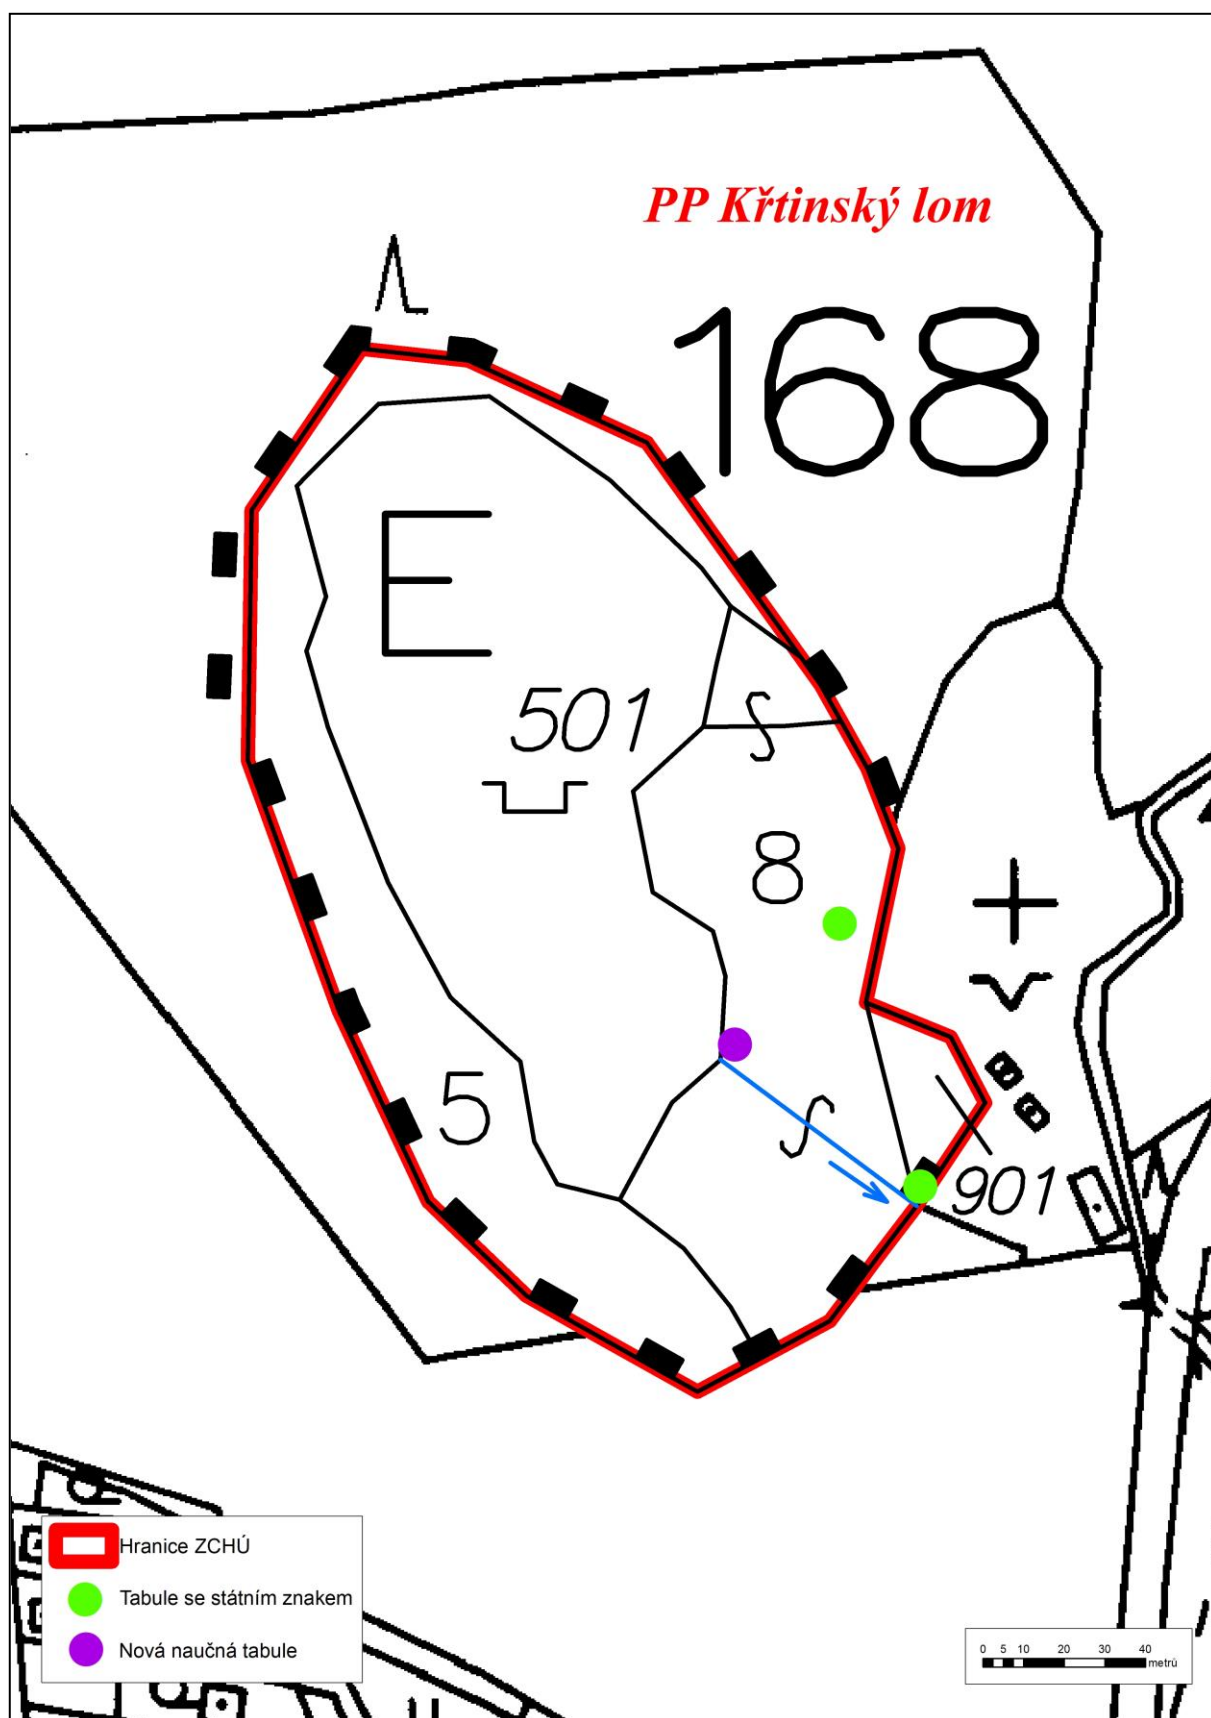 PP Křtinský lom
168
E
501
8
5
901
Hranice ZCHÚ
Tabule se státním znakem
Nová naučná tabule
0 5 10 20 30 40
metrů